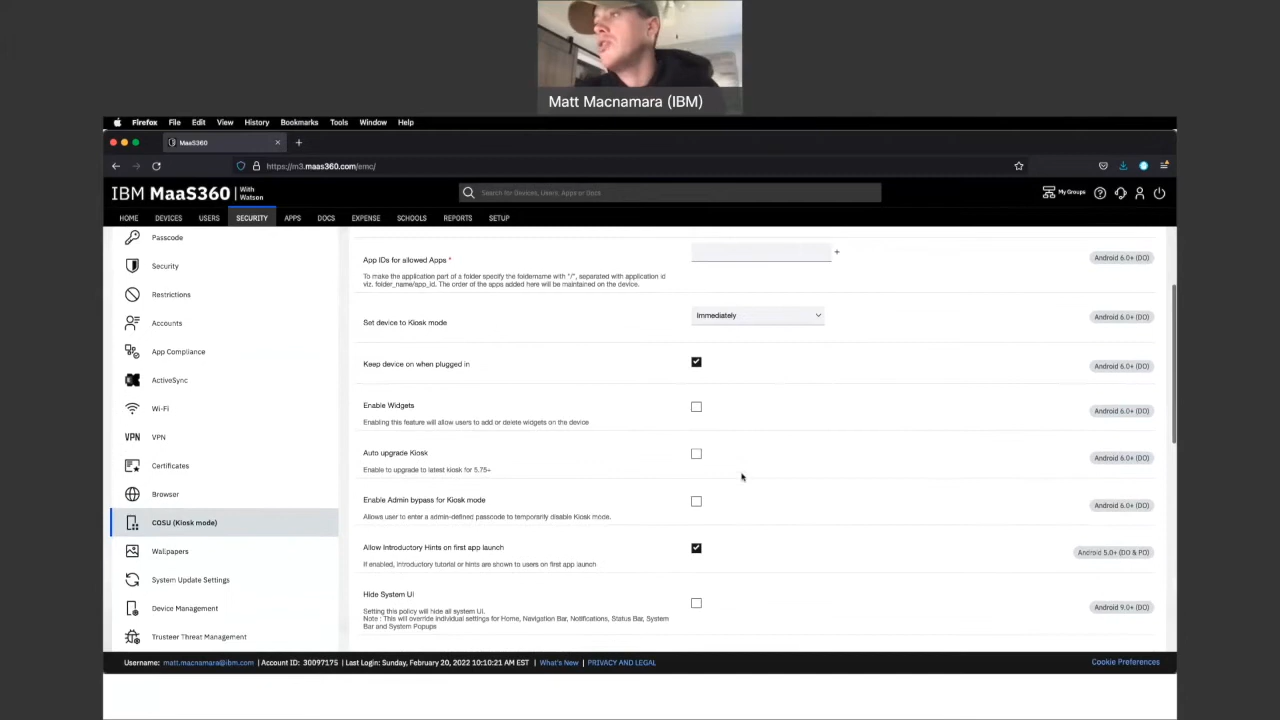 Matt Macnamara (IBM)
Firefox File Edit View History Bookmarks Tools Window Help
MaaS360
https://m3.maas360.com/emc/
IBM MaaS360 | With Watson
Search for Devices, Users, Apps or Docs
My Groups
HOME DEVICES USERS SECURITY APPS DOCS EXPENSE SCHOOLS REPORTS SETUP
Passcode
Security
Restrictions
Accounts
App Compliance
ActiveSync
Wi-Fi
VPN VPN
Certificates
Browser
COSU (Kiosk mode)
Wallpapers
System Update Settings
Device Management
Trusteer Threat Management
App IDs for allowed Apps *
Android 6.0+ (DO)
To make the application part of a folder specify the foldername with "/", separated with application id
viz. folder_name/app_id. The order of the apps added here will be maintained on the device.
Set device to Kiosk mode
Immediately
Android 6.0+ (DO)
Keep device on when plugged in
Android 6.0+ (DO)
Enable Widgets
Android 6.0+ (DO)
Enabling this feature will allow users to add or delete widgets on the device
Auto upgrade Kiosk
Android 6.0+ (DO)
Enable to upgrade to latest kiosk for 5.75+
Enable Admin bypass for Kiosk mode
Android 6.0+ (DO)
Allows user to enter a admin-defined passcode to temporarily disable Kiosk mode.
Allow Introductory Hints on first app launch
Android 5.0+ (DO & PO)
If enabled, introductory tutorial or hints are shown to users on first app launch
Hide System UI
Android 9.0+ (DO)
Setting this policy will hide all system UI.
Note : This will override individual settings for Home, Navigation Bar, Notifications, Status Bar, System
Bar and System Popups
Username: matt.macnamara@ibm.com | Account ID: 30097175 | Last Login: Sunday, February 20, 2022 10:10:21 AM EST | What's New | PRIVACY AND LEGAL
Cookie Preferences